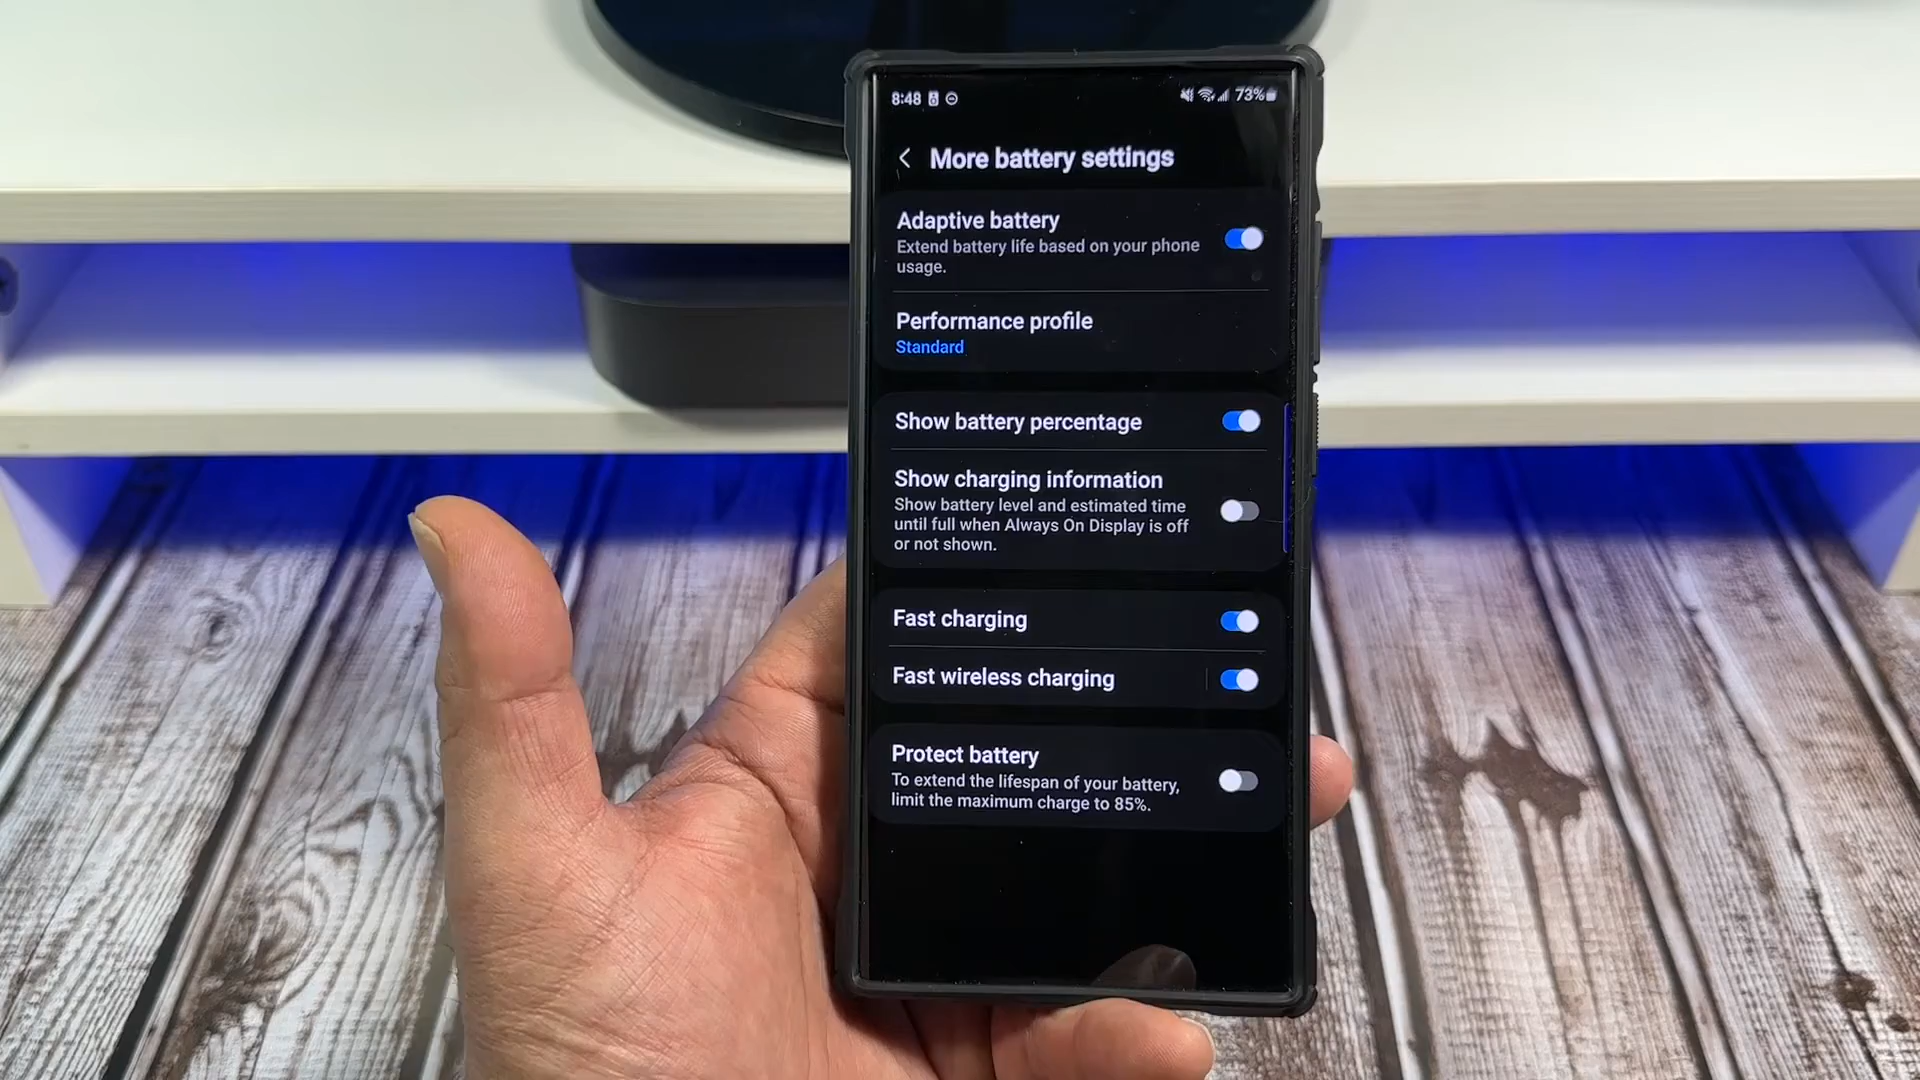 8:48 73%
More battery settings
Adaptive battery
Extend battery life based on your phone
usage.
Performance profile
Standard
Show battery percentage
Show charging information
Show battery level and estimated time
until full when Always On Display is off
or not shown.
Fast charging
Fast wireless charging
Protect battery
To extend the lifespan of your battery,
limit the maximum charge to 85%.